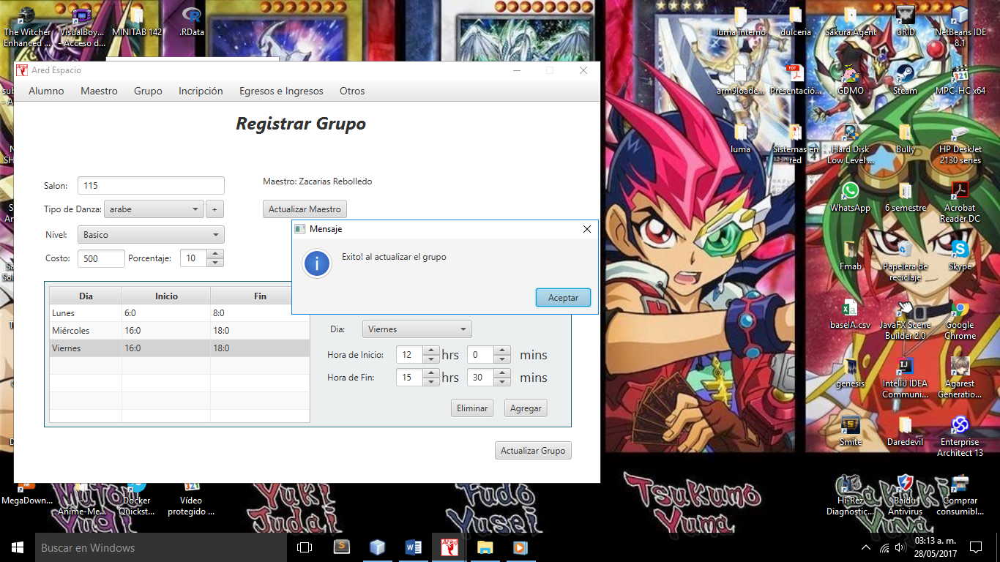 The Witcher
Enhanced ...
VisualBoy...
- Acceso d...
MINITAB 142
.RData
luma interno
dulceria
Sakura.Agent
GRID
NetBeans IDE
8.1
Ared Espacio
Alumno
Maestro
Grupo
Incripción
Egresos e Ingresos
Otros
arm9loade...
Presentació...
GDMO
Steam
MPC-HC x64
Registrar Grupo
luma
Sistemas en
red
Hard Disk
Low Level ...
Bully
HP DeskJet
2130 series
Salon:
115
Maestro: Zacarias Rebolledo
Tipo de Danza:
arabe
+
Actualizar Maestro
WhatsApp
6 semestre
Acrobat
Reader DC
Nivel:
Basico
Mensaje
Costo:
500
Porcentaje:
10
Exito! al actualizar el grupo
Aceptar
Fmab
Papelera de
reciclaje
Skype
Dia
Inicio
Fin
Lunes
6:0
8:0
Miércoles
16:0
18:0
Viernes
16:0
18:0
Dia:
Viernes
Hora de Inicio:
12
hrs
0
mins
Hora de Fin:
15
hrs
30
mins
Eliminar
Agregar
Actualizar Grupo
baseIA.csv
JavaFX Scene
Builder 2.0
Google
Chrome
genesis
IntelliJ IDEA
Communi...
Agarest
Generatio...
Smite
Daredevil
Enterprise
Architect 13
MegaDown...
Anime-Me...
Docker
Quickst...
Vídeo
protegido ...
Hi-Rez
Diagnostic...
Baidu
Antivirus
Comprar
consumibl...
Yuki
Judai
Fudo
Yusei
Tsukumo
Yuma
Buscar en Windows
03:13 a. m.
28/05/2017